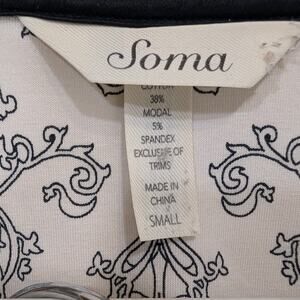 Soma
COTTON
38%
MODAL
5%
SPANDEX
EXCLUSIVE OF
TRIMS
MADE IN
CHINA
SMALL